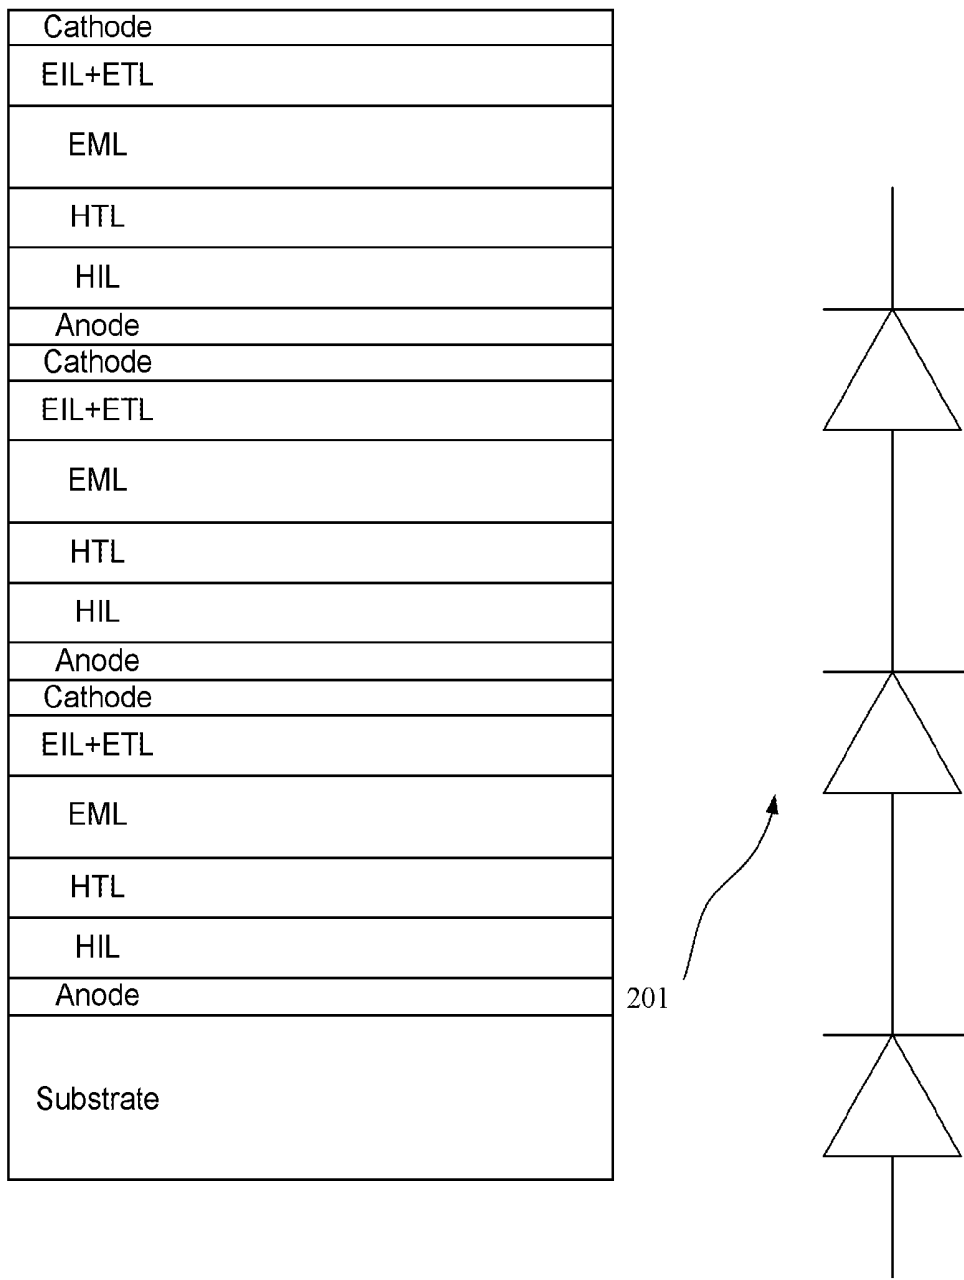 Cathode
EIL+ETL
EML
HTL
HIL
Anode
Cathode
EIL+ETL
EML
HTL
HIL
Anode
Cathode
EIL+ETL
EML
HTL
HIL
Anode
201
Substrate